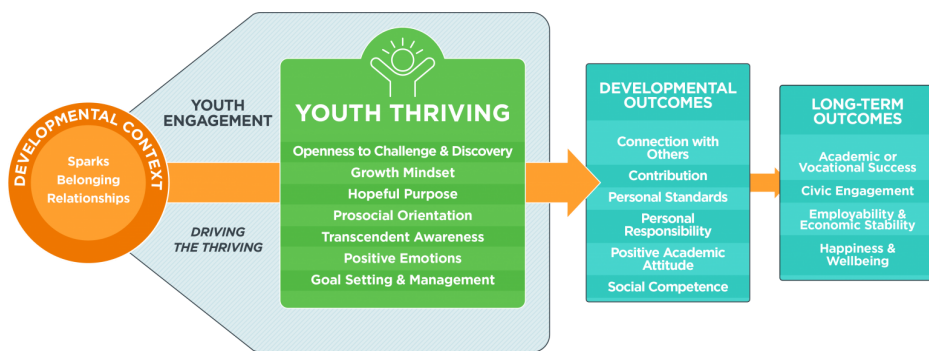 DEVELOPMENTAL CONTEXT
Sparks
Belonging
Relationships
YOUTH
ENGAGEMENT
DRIVING
THE THRIVING
YOUTH THRIVING
Openness to Challenge & Discovery
Growth Mindset
Hopeful Purpose
Prosocial Orientation
Transcendent Awareness
Positive Emotions
Goal Setting & Management
DEVELOPMENTAL
OUTCOMES
Connection with
Others
Contribution
Personal Standards
Personal
Responsibility
Positive Academic
Attitude
Social Competence
LONG-TERM
OUTCOMES
Academic or
Vocational Success
Civic Engagement
Employability &
Economic Stability
Happiness &
Wellbeing